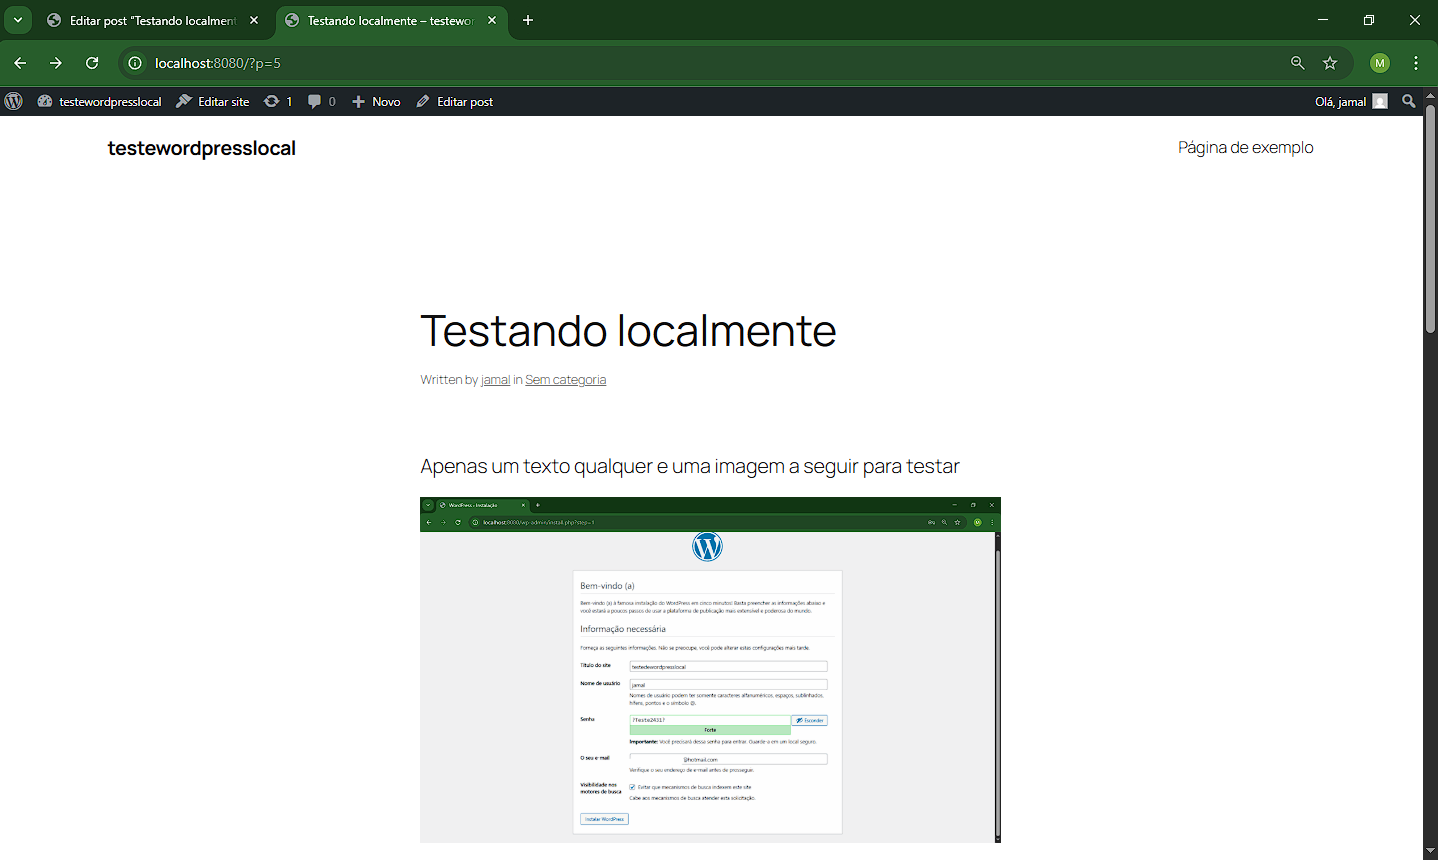 Editar post "Testando localment
Testando localmente – testewor
localhost:8080/?p=5
M
testewordpresslocal
Editar site
1
0
Novo
Editar post
Olá, jamal
testewordpresslocal
Página de exemplo
Testando localmente
Written by jamal in Sem categoria
Apenas um texto qualquer e uma imagem a seguir para testar
WordPress › Instalação
localhost:8080/wp-admin/install.php?step=1
Bem-vindo (a)
Bem-vindo (a) à famosa instalação do WordPress em cinco minutos! Basta preencher as informações abaixo e
você estará a poucos passos de usar a plataforma de publicação mais extensível e poderosa do mundo.
Informação necessária
Forneça as seguintes informações. Não se preocupe, você pode alterar estas configurações mais tarde.
Título do site
testedewordpresslocal
Nome de usuário
jamal
Nomes de usuário podem ter somente caracteres alfanuméricos, espaços, sublinhados,
hífens, pontos e o símbolo @.
Senha
?Teste2431?
Esconder
Forte
Importante: Você precisará dessa senha para entrar. Guarde-a em um local seguro.
O seu e-mail
@hotmail.com
Verifique o seu endereço de e-mail antes de prosseguir.
Visibilidade nos
motores de busca
Evitar que mecanismos de busca indexem este site
Cabe aos mecanismos de busca atender esta solicitação.
Instalar WordPress